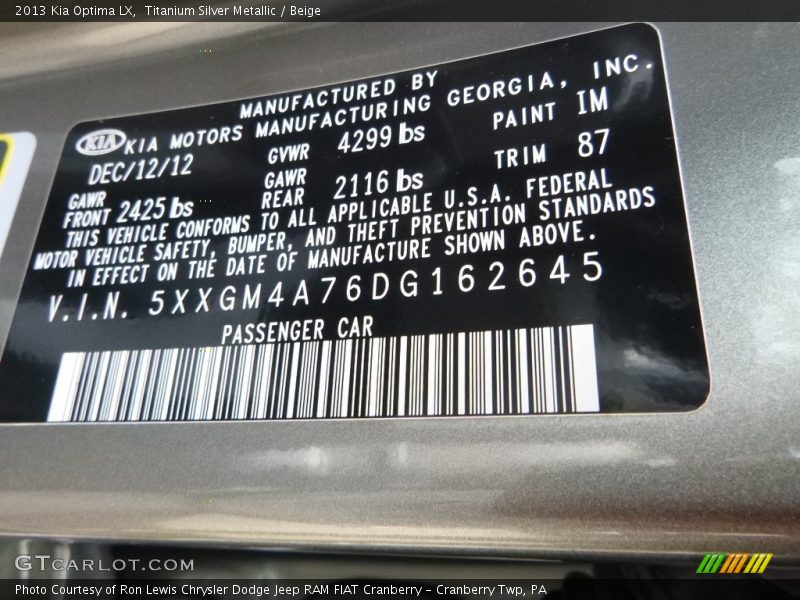 2013 Kia Optima LX, Titanium Silver Metallic / Beige
MANUFACTURED BY
KIA KIA MOTORS MANUFACTURING GEORGIA, INC.
DEC/12/12 GVWR 4299 lbs PAINT IM
GAWR FRONT 2425 lbs GAWR REAR 2116 lbs TRIM 87
THIS VEHICLE CONFORMS TO ALL APPLICABLE U.S.A. FEDERAL
MOTOR VEHICLE SAFETY, BUMPER, AND THEFT PREVENTION STANDARDS
IN EFFECT ON THE DATE OF MANUFACTURE SHOWN ABOVE.
V.I.N. 5XXGM4A76DG162645
PASSENGER CAR
GTCARLOT.COM
Photo Courtesy of Ron Lewis Chrysler Dodge Jeep RAM FIAT Cranberry – Cranberry Twp, PA